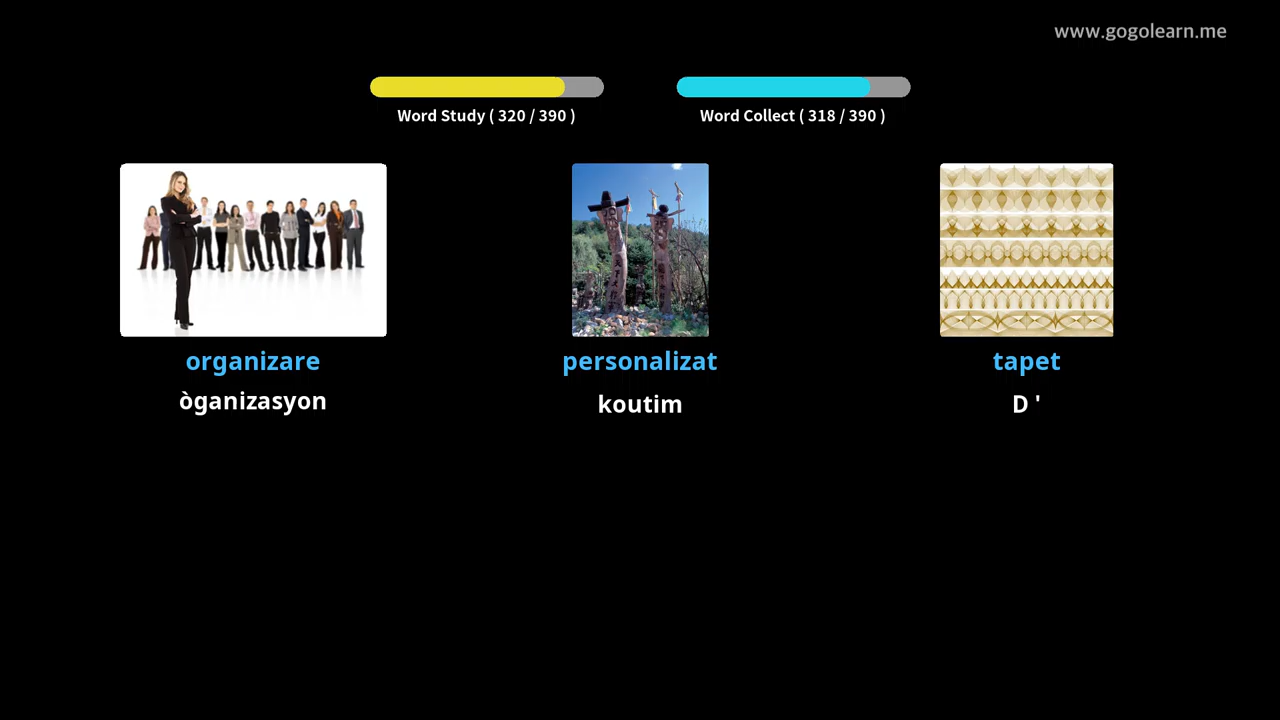 www.gogolearn.me
Word Study ( 320 / 390 )
Word Collect ( 318 / 390 )
organizare
personalizat
tapet
òganizasyon
koutim
D '